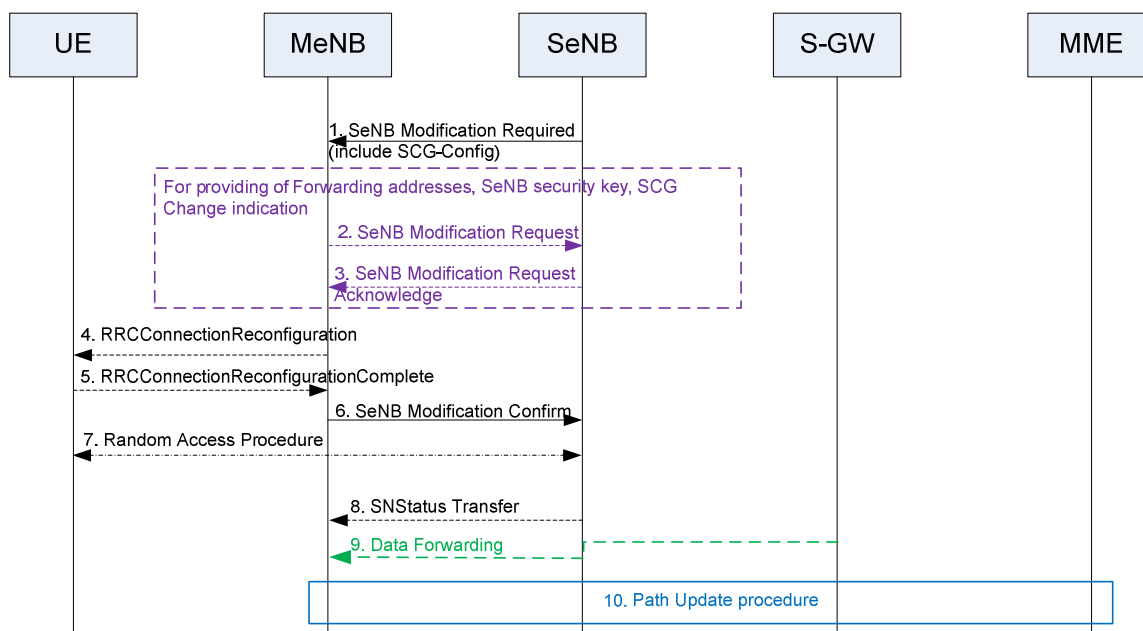 UE
MeNB
SeNB
S-GW
MME
1. SeNB Modification Required
(include SCG-Config)
For providing of Forwarding addresses, SeNB security key, SCG
Change indication
2. SeNB Modification Request
3. SeNB Modification Request
Acknowledge
4. RRCConnectionReconfiguration
5. RRCConnectionReconfigurationComplete
6. SeNB Modification Confirm
7. Random Access Procedure
8. SNStatus Transfer
9. Data Forwarding
10. Path Update procedure